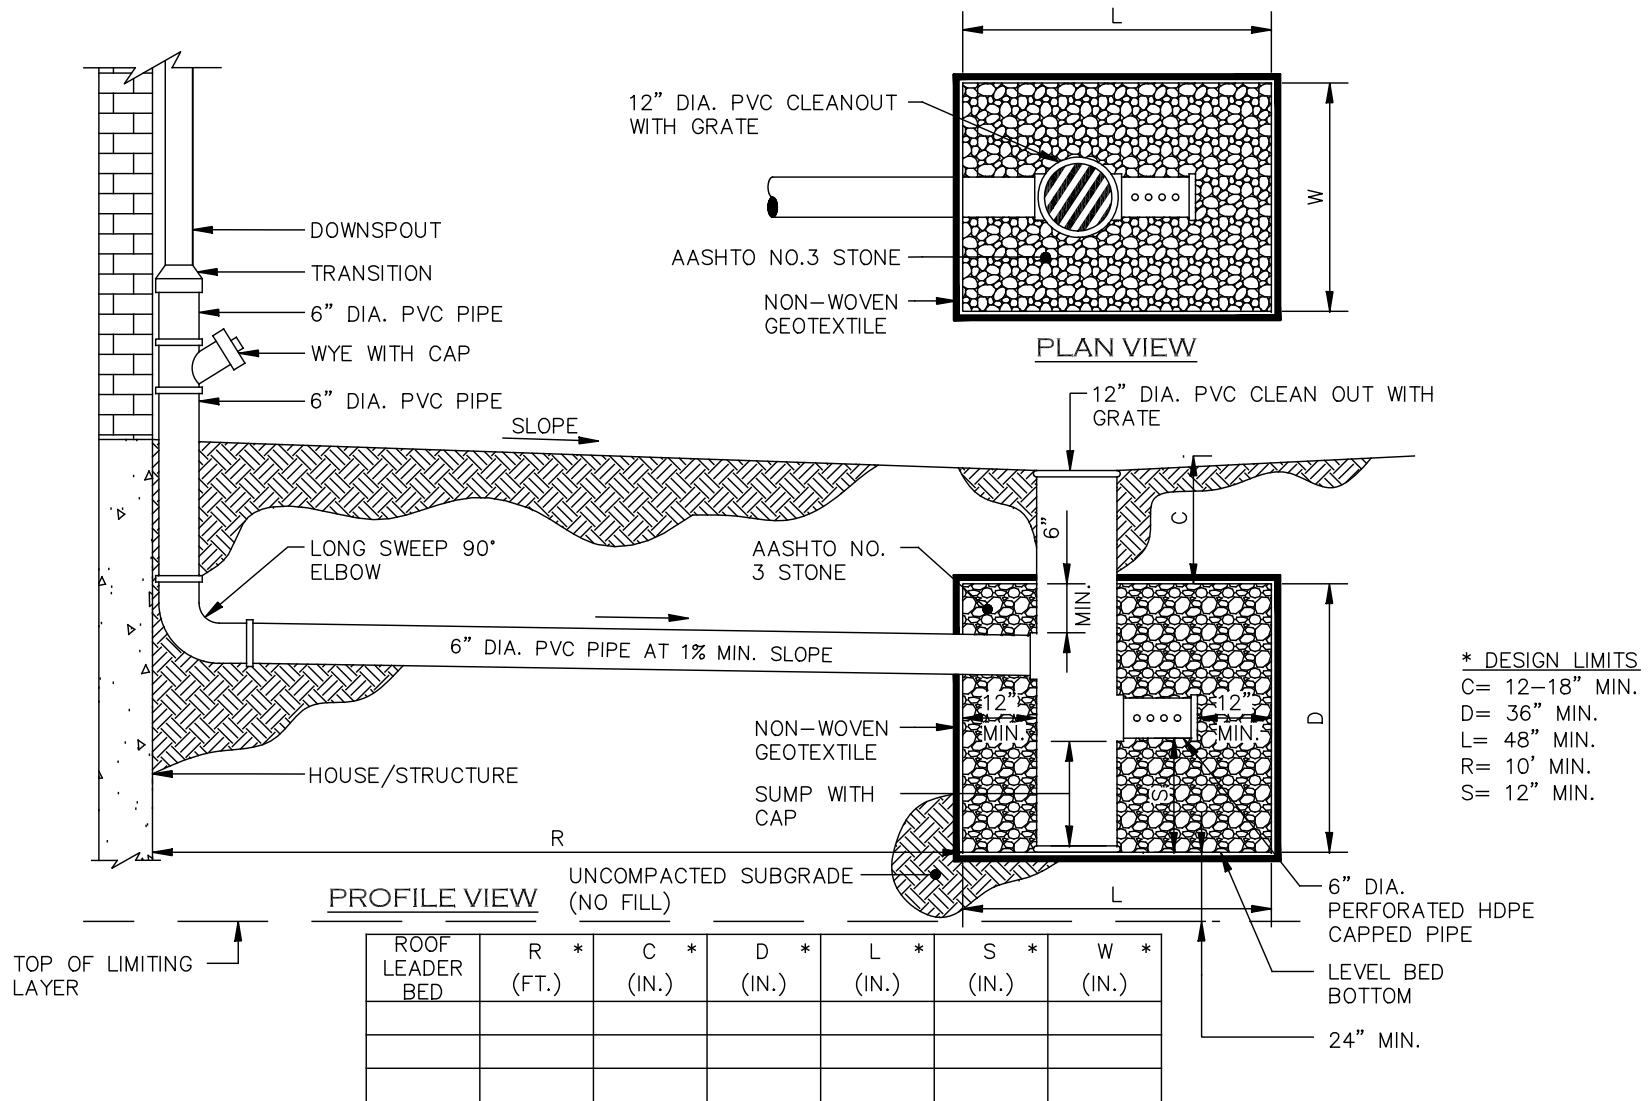 L
12” DIA. PVC CLEANOUT
WITH GRATE
W
AASHTO NO.3 STONE
NON-WOVEN
GEOTEXTILE
PLAN VIEW
DOWNSPOUT
TRANSITION
6” DIA. PVC PIPE
WYE WITH CAP
6” DIA. PVC PIPE
SLOPE
12” DIA. PVC CLEAN OUT WITH
GRATE
LONG SWEEP 90°
ELBOW
AASHTO NO.
3 STONE
6”
MIN.
C
6” DIA. PVC PIPE AT 1% MIN. SLOPE
12”
MIN.
12”
MIN.
D
NON-WOVEN
GEOTEXTILE
HOUSE/STRUCTURE
SUMP WITH
CAP
S
R
UNCOMPACTED SUBGRADE
(NO FILL)
L
PROFILE VIEW
6” DIA.
PERFORATED HDPE
CAPPED PIPE
LEVEL BED
BOTTOM
24” MIN.
TOP OF LIMITING
LAYER
* DESIGN LIMITS
C= 12-18” MIN.
D= 36” MIN.
L= 48” MIN.
R= 10’ MIN.
S= 12” MIN.
ROOF
LEADER
BED
R *
(FT.)
C *
(IN.)
D *
(IN.)
L *
(IN.)
S *
(IN.)
W *
(IN.)